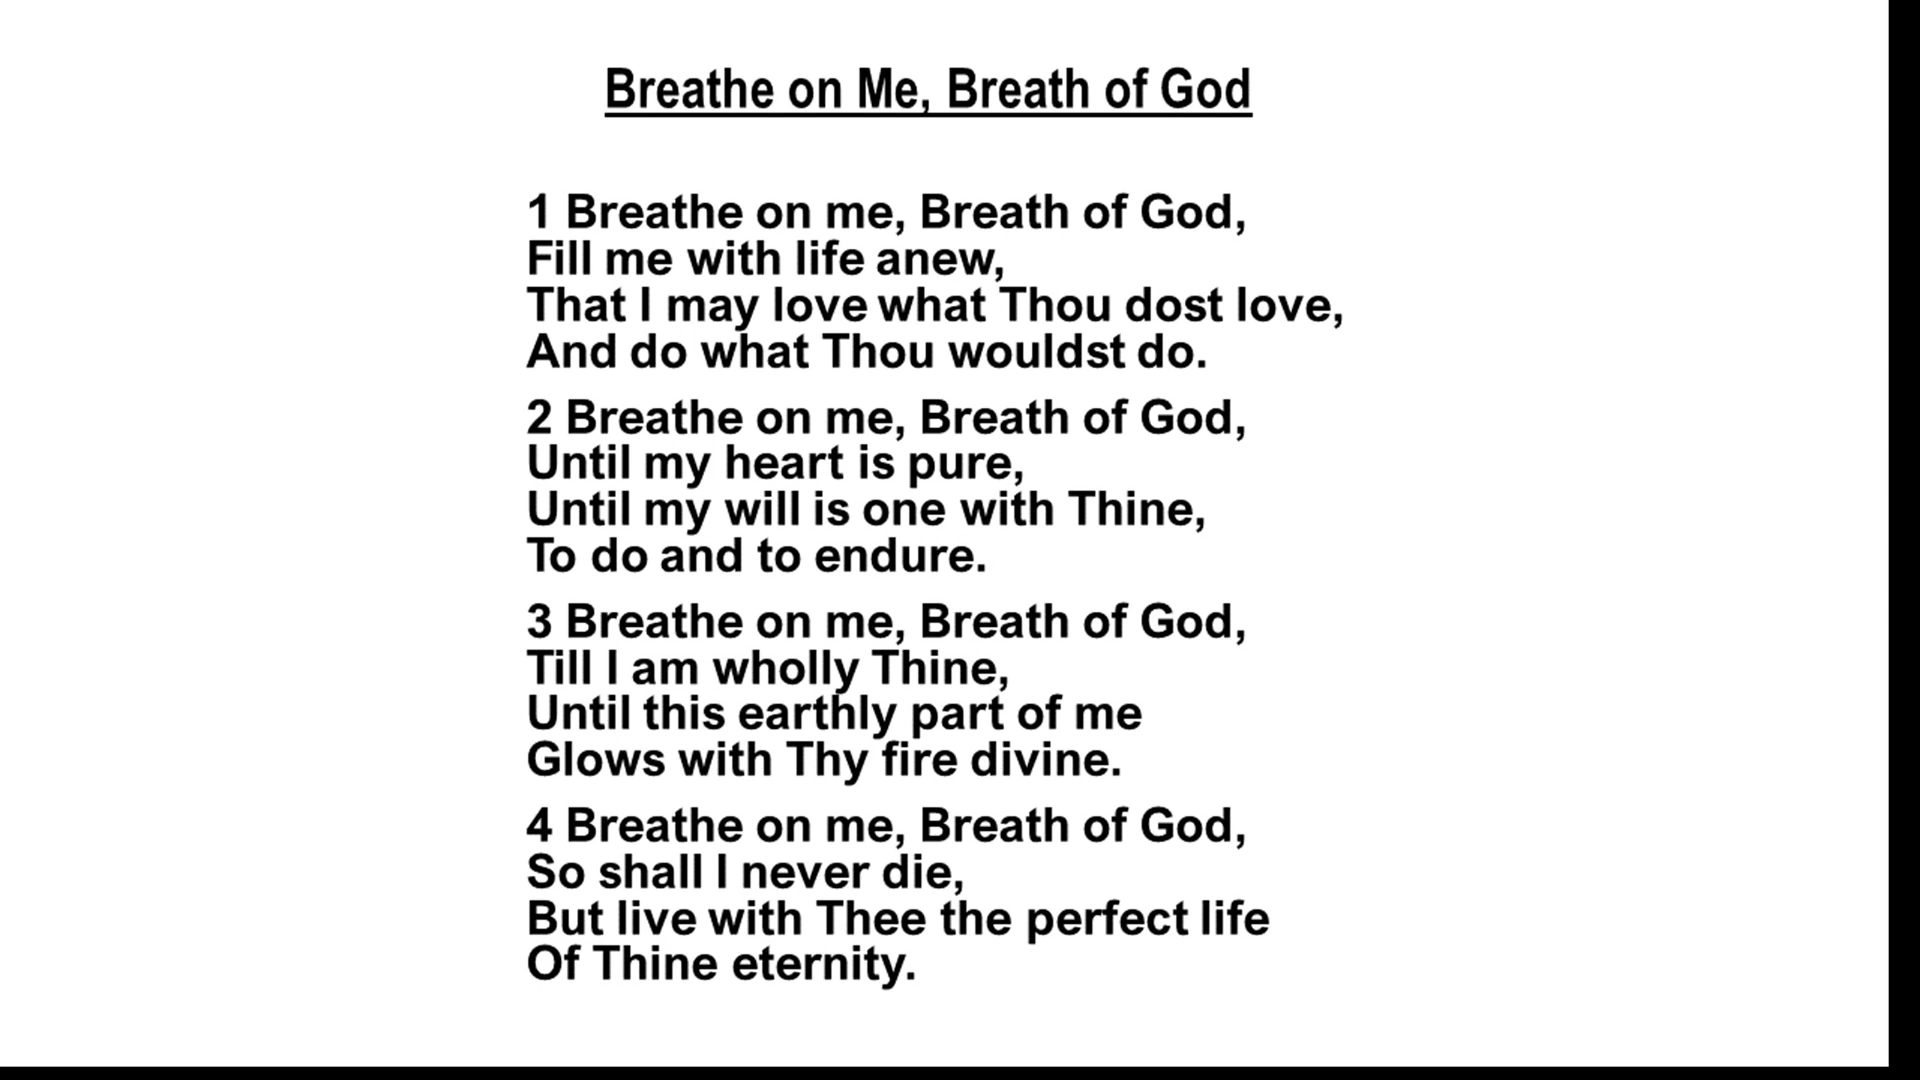 Breathe on Me, Breath of God
1 Breathe on me, Breath of God,
Fill me with life anew,
That I may love what Thou dost love,
And do what Thou wouldst do.
2 Breathe on me, Breath of God,
Until my heart is pure,
Until my will is one with Thine,
To do and to endure.
3 Breathe on me, Breath of God,
Till I am wholly Thine,
Until this earthly part of me
Glows with Thy fire divine.
4 Breathe on me, Breath of God,
So shall I never die,
But live with Thee the perfect life
Of Thine eternity.